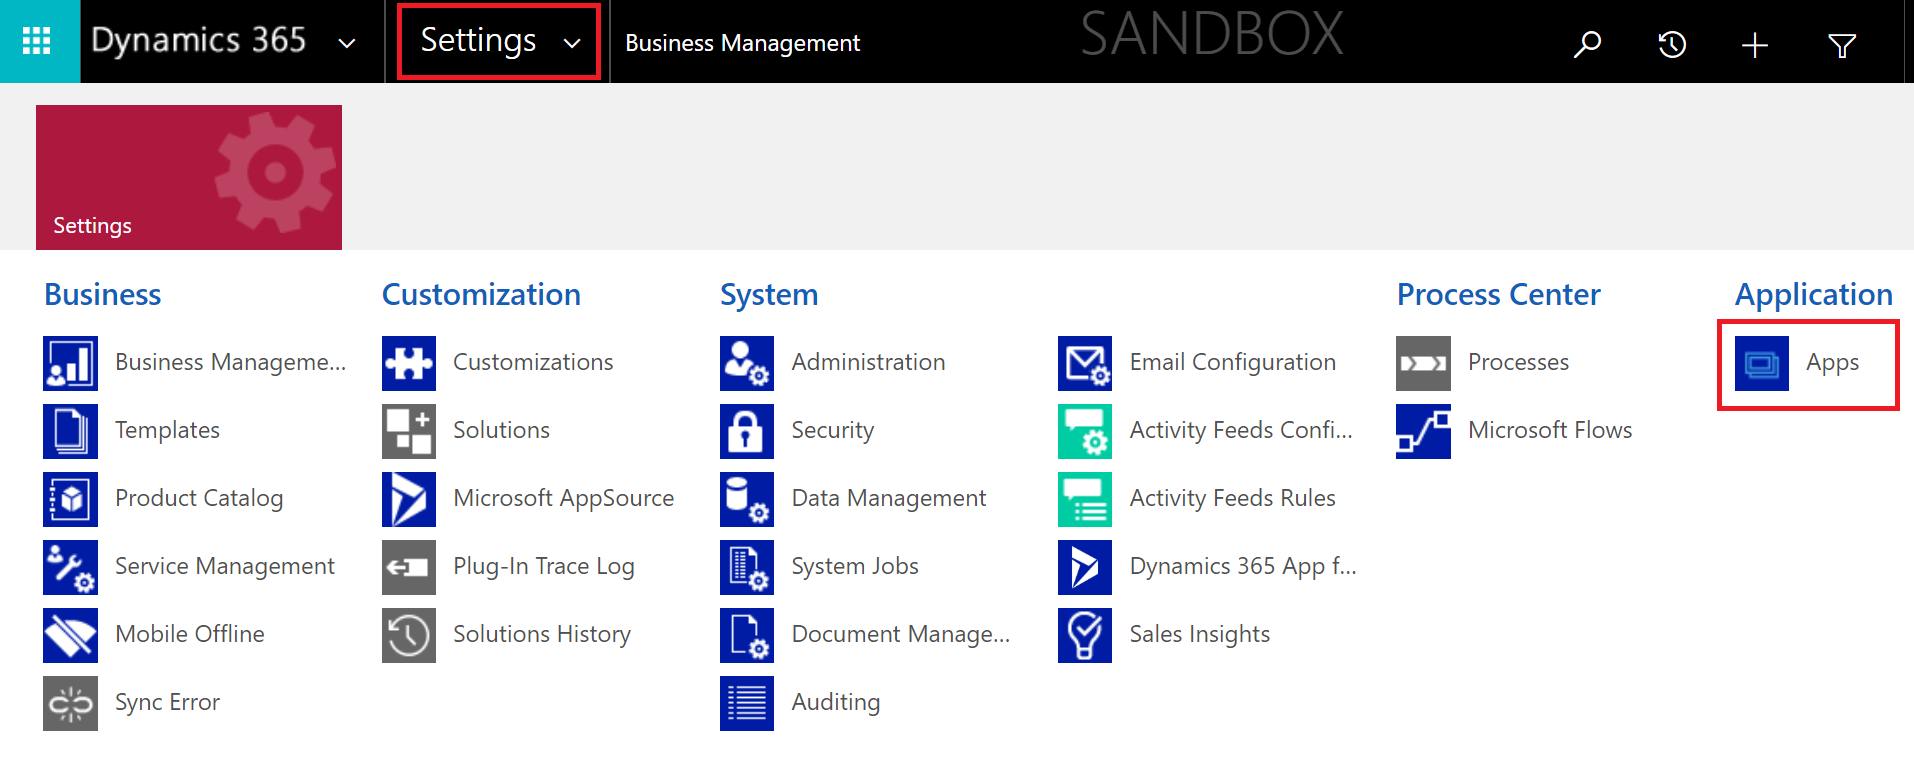 Dynamics 365
Settings
Business Management
SANDBOX
Settings
Business
Business Manageme...
Templates
Product Catalog
Service Management
Mobile Offline
Sync Error
Customization
Customizations
Solutions
Microsoft AppSource
Plug-In Trace Log
Solutions History
System
Administration
Security
Data Management
System Jobs
Document Manage...
Auditing
Email Configuration
Activity Feeds Confi...
Activity Feeds Rules
Dynamics 365 App f...
Sales Insights
Process Center
Processes
Microsoft Flows
Application
Apps